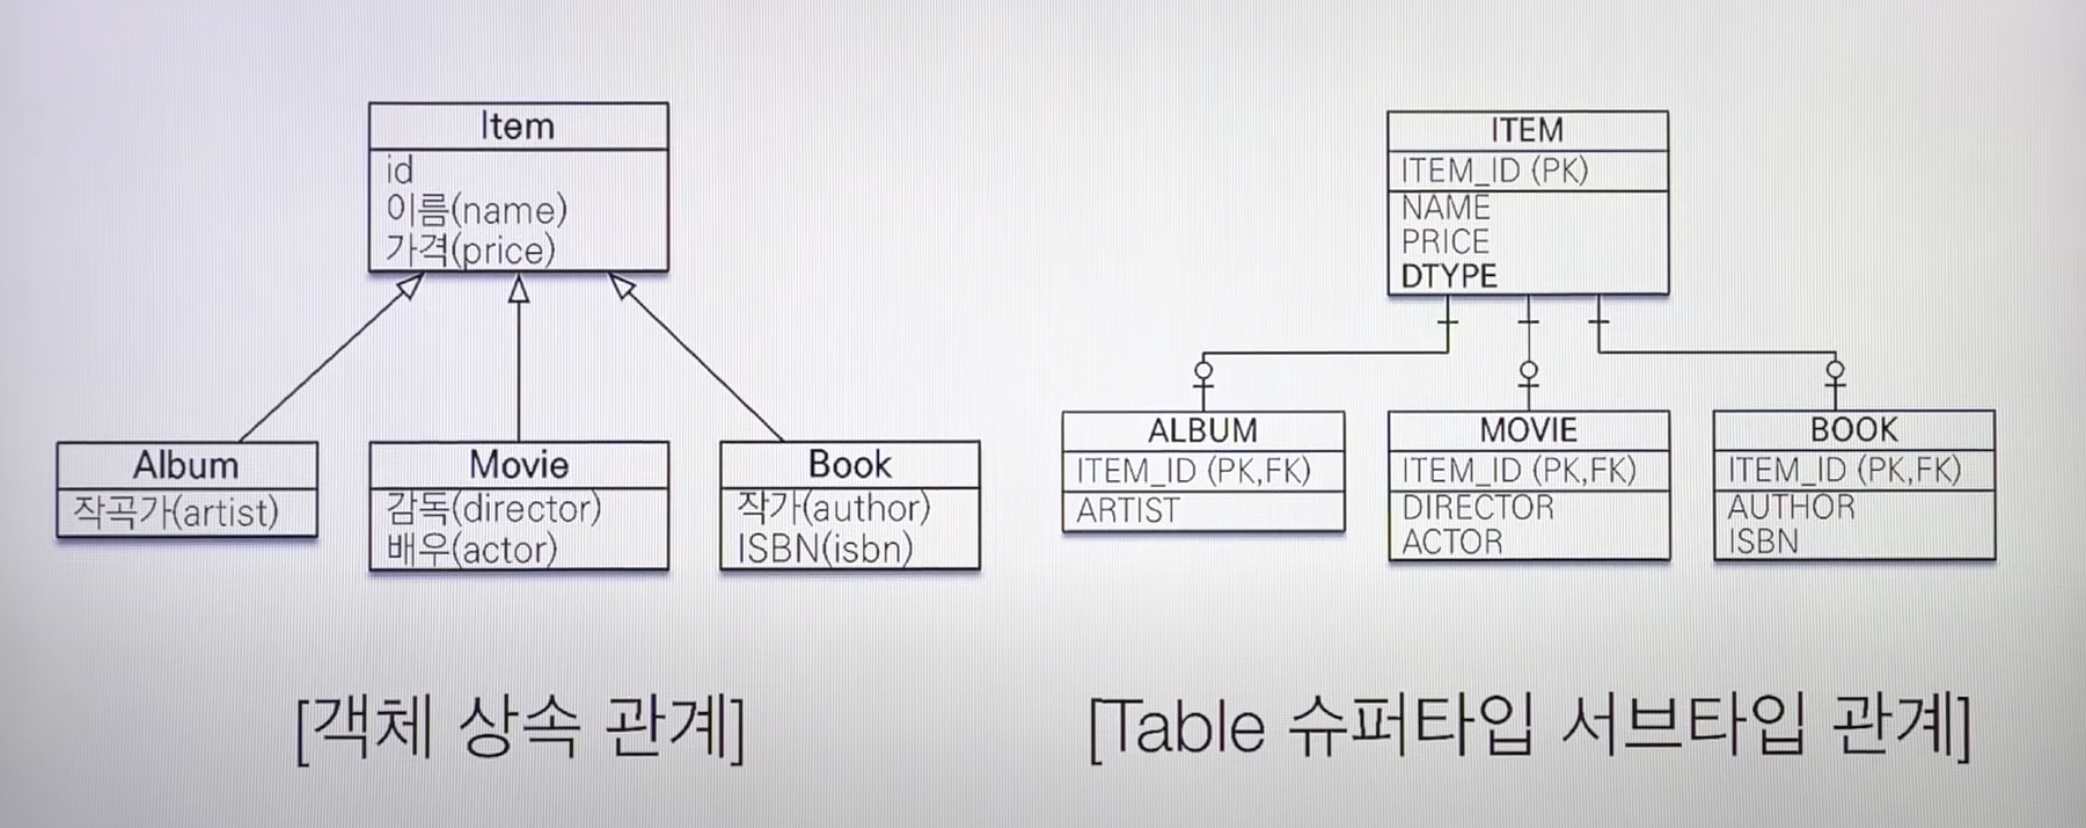 Item
id
이름(name)
가격(price)
Album
작곡가(artist)
Movie
감독(director)
배우(actor)
Book
작가(author)
ISBN(isbn)
[객체 상속 관계]
ITEM
ITEM_ID (PK)
NAME
PRICE
DTYPE
ALBUM
ITEM_ID (PK,FK)
ARTIST
MOVIE
ITEM_ID (PK,FK)
DIRECTOR
ACTOR
BOOK
ITEM_ID (PK,FK)
AUTHOR
ISBN
[Table 슈퍼타입 서브타입 관계]